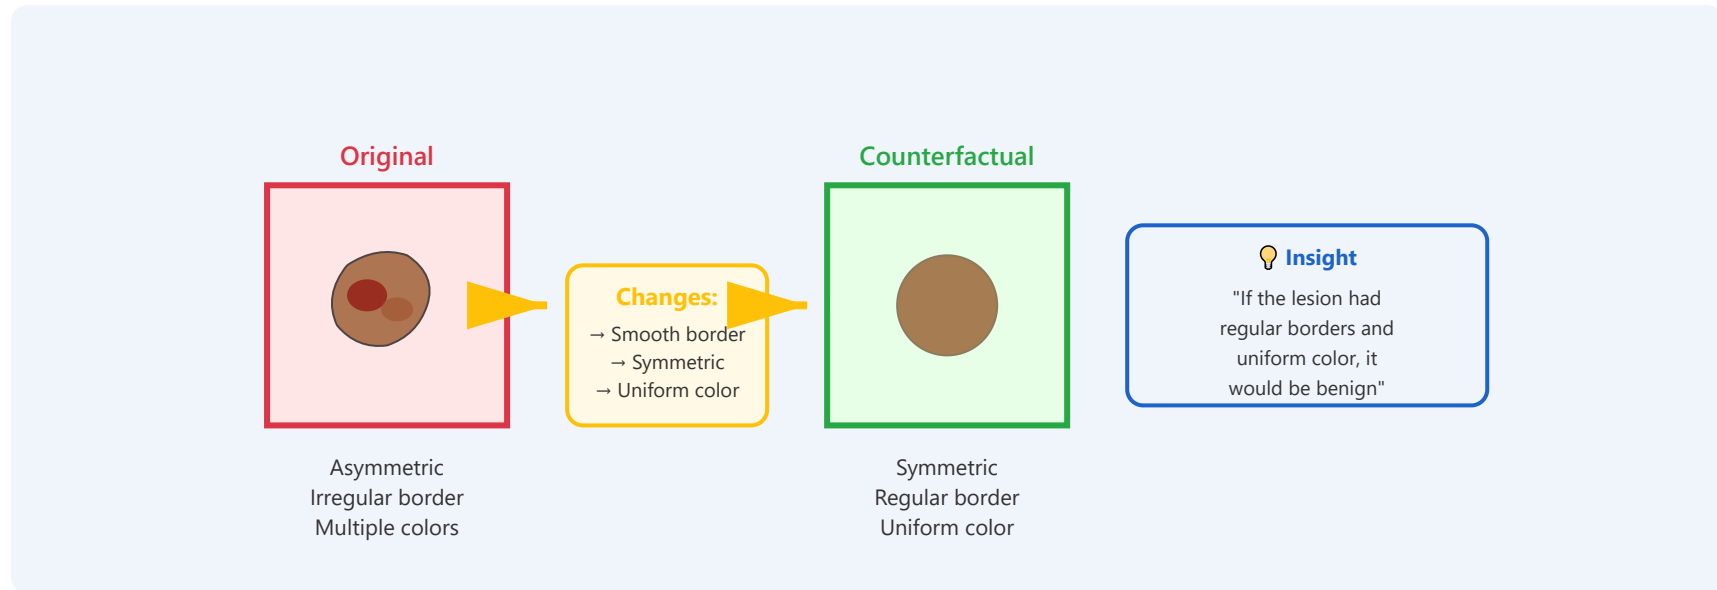 Original
Asymmetric
Irregular border
Multiple colors
Changes:
→ Smooth border
→ Symmetric
→ Uniform color
Counterfactual
Symmetric
Regular border
Uniform color
💡 Insight
"If the lesion had
regular borders and
uniform color, it
would be benign"